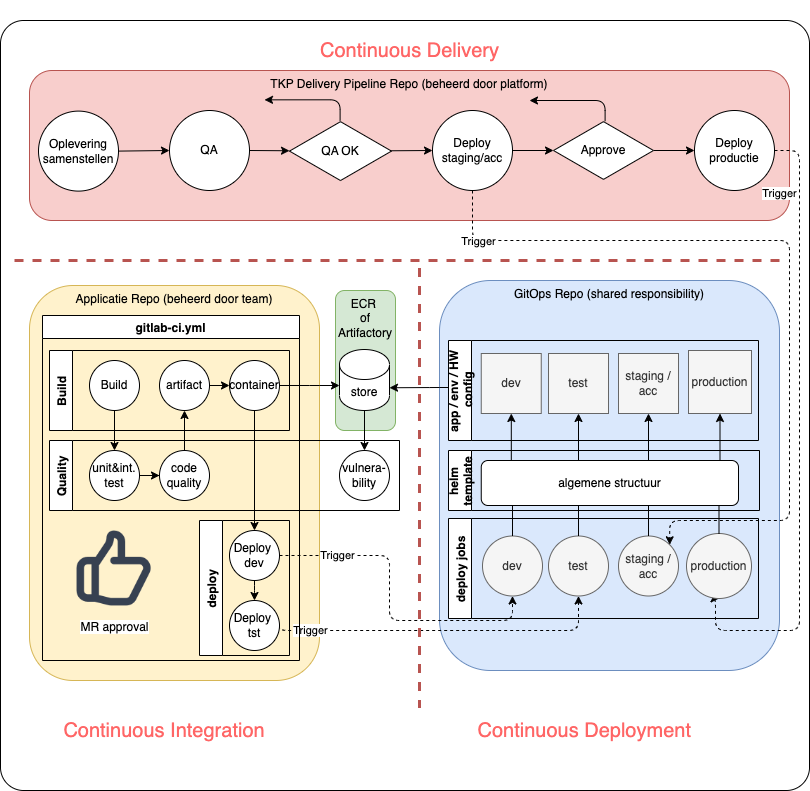 Continuous Delivery
TKP Delivery Pipeline Repo (beheerd door platform)
Oplevering
samenstellen
QA
QA OK
Deploy
staging/acc
Approve
Deploy
productie
Trigger
Trigger
Applicatie Repo (beheerd door team)
gitlab-ci.yml
Build
Build
artifact
container
Quality
unit&int.
test
code
quality
vulnera-
bility
ECR
of
Artifactory
store
deploy
Deploy
dev
Deploy
tst
Trigger
Trigger
MR approval
GitOps Repo (shared responsibility)
app / env / HW
config
dev
test
staging /
acc
production
helm
template
algemene structuur
deploy jobs
dev
test
staging /
acc
production
Continuous Integration
Continuous Deployment